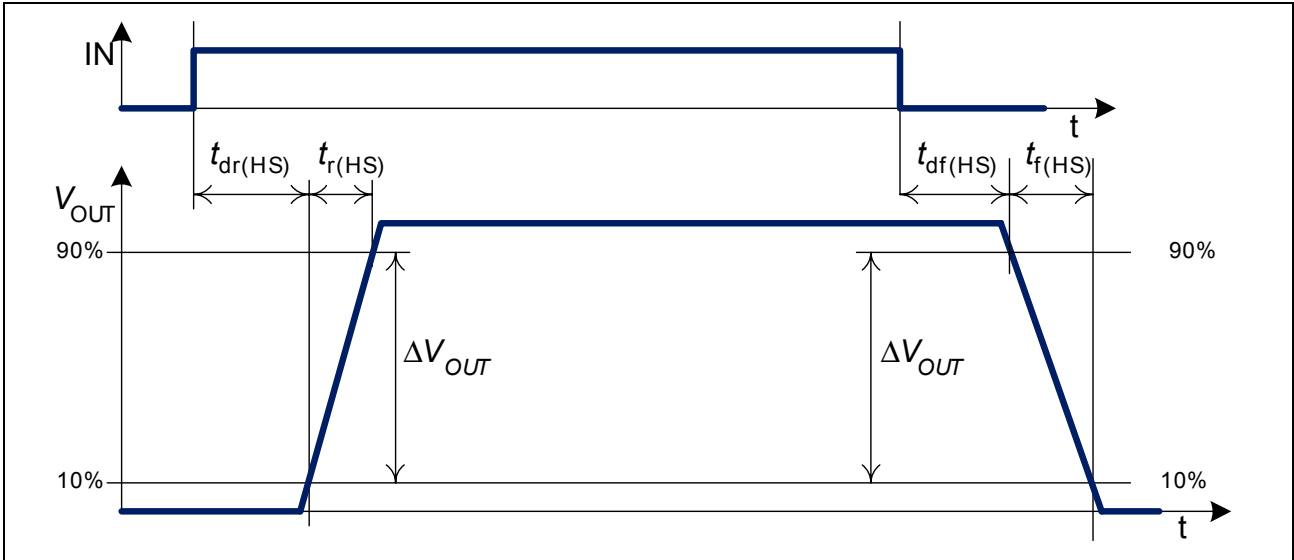 IN
t
tdr(HS) tr(HS) tdf(HS) tf(HS)
VOUT
90% 90%
ΔVOUT ΔVOUT
10% 10%
t